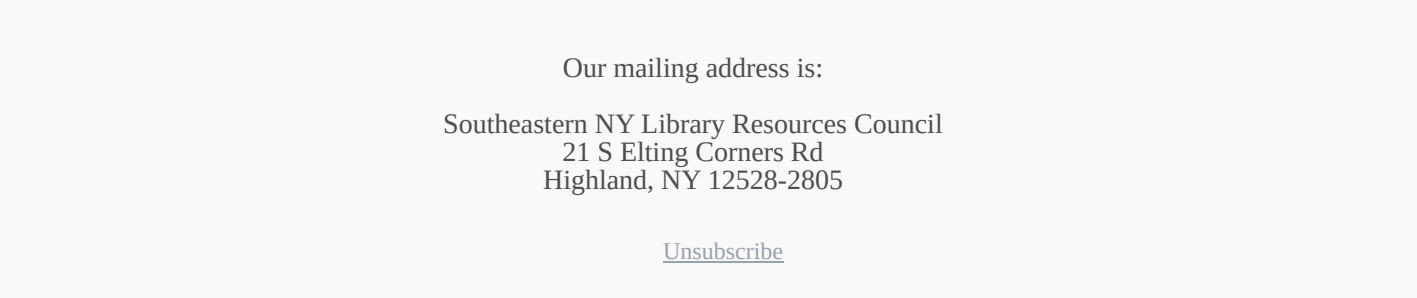 Our mailing address is:
Southeastern NY Library Resources Council
21 S Elting Corners Rd
Highland, NY 12528-2805
Unsubscribe